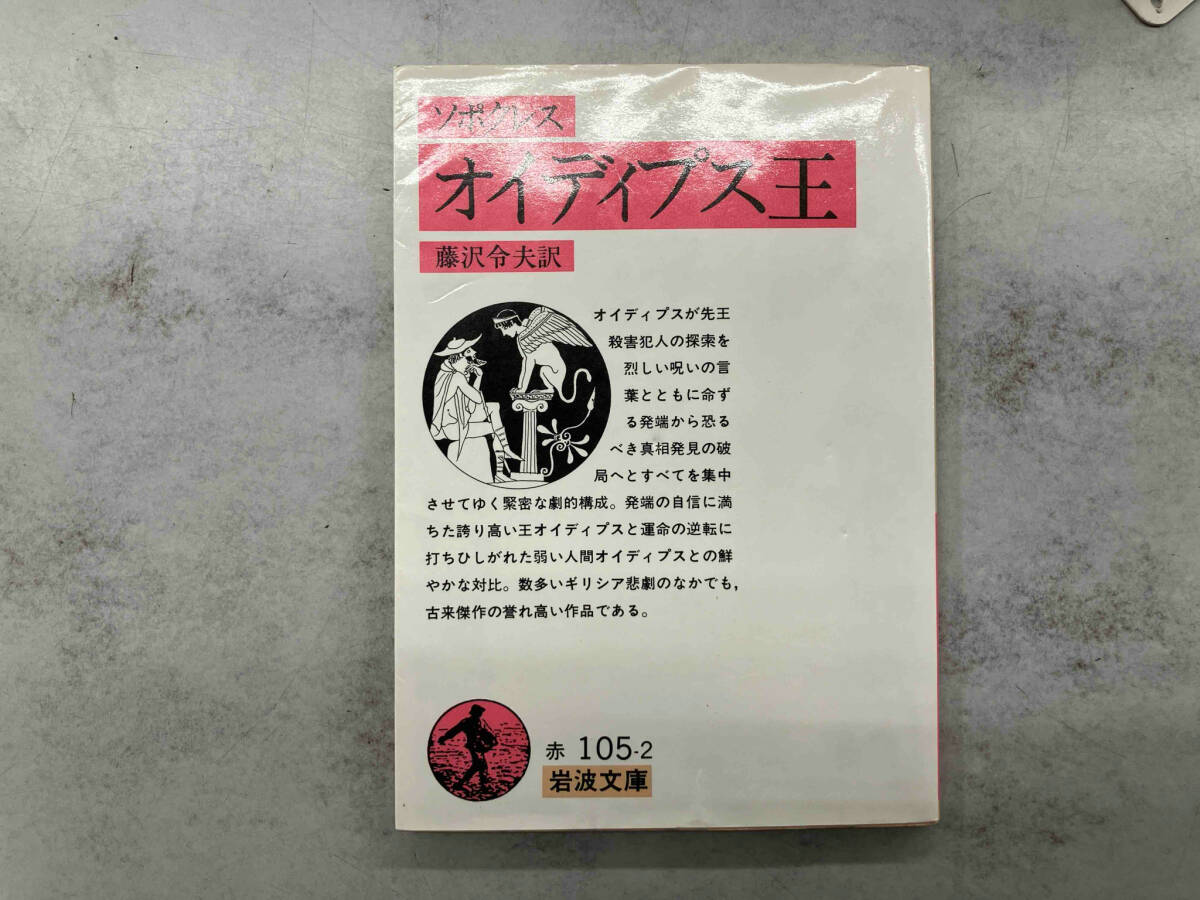 ソポクレス
オイディプス王
藤沢令夫訳
オイディプスが先王
殺害犯人の探索を
烈しい呪いの言
葉とともに命ず
る発端から恐る
べき真相発見の破
局へとすべてを集中
させてゆく緊密な劇的構成。発端の自信に満
ちた誇り高い王オイディプスと運命の逆転に
打ちひしがれた弱い人間オイディプスとの鮮
やかな対比。数多いギリシア悲劇のなかでも,
古来傑作の誉れ高い作品である。
赤 105-2
岩波文庫